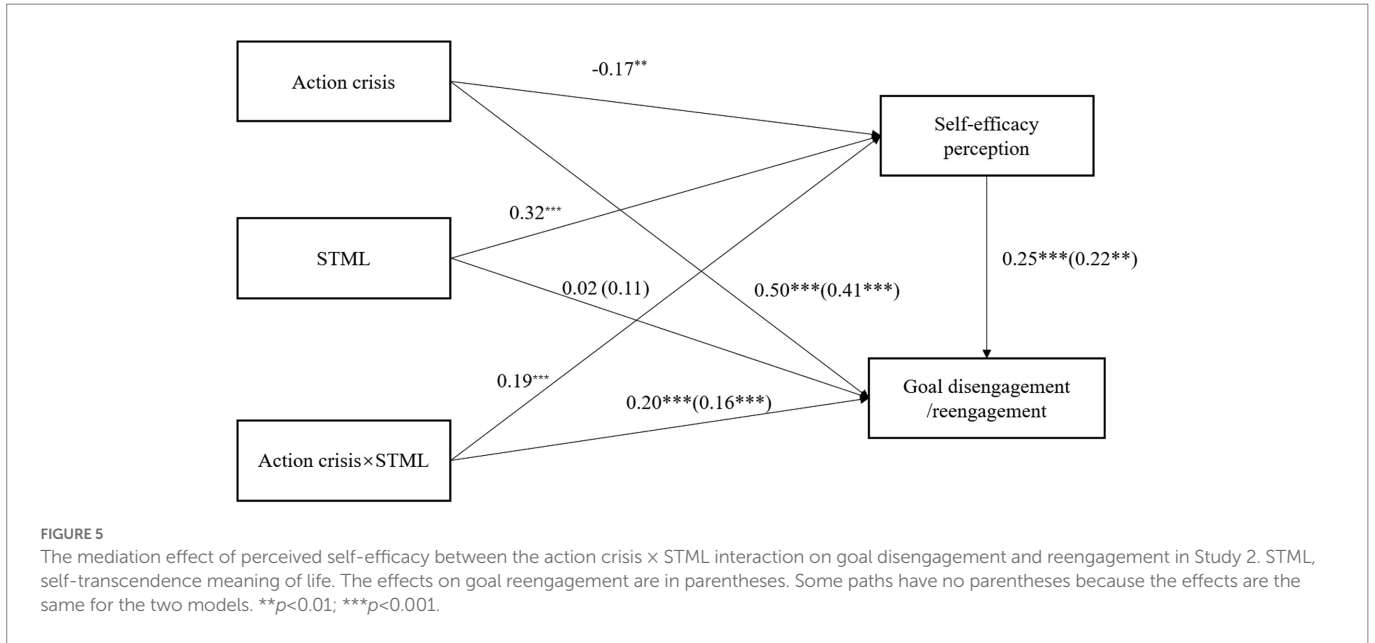 Action crisis
-0.17**
Self-efficacy
perception
0.32***
STML
0.25***(0.22**)
0.02 (0.11)
0.50***(0.41***)
0.19***
Goal disengagement
/reengagement
0.20***(0.16***)
Action crisis×STML
FIGURE 5
The mediation effect of perceived self-efficacy between the action crisis × STML interaction on goal disengagement and reengagement in Study 2. STML,
self-transcendence meaning of life. The effects on goal reengagement are in parentheses. Some paths have no parentheses because the effects are the
same for the two models. **p<0.01; ***p<0.001.